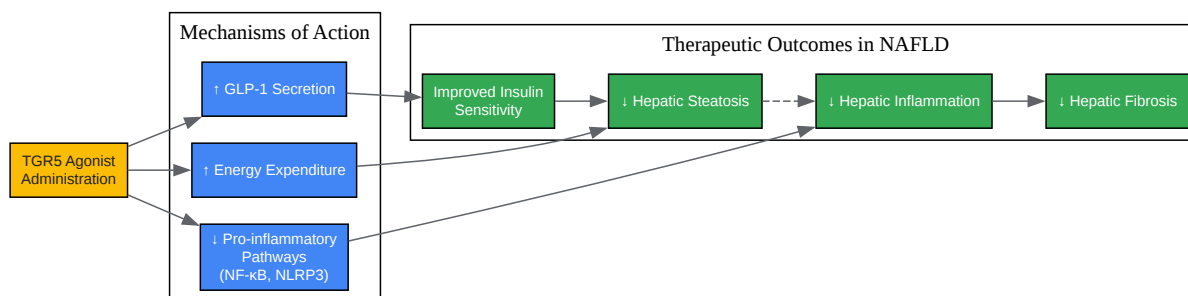 Mechanisms of Action
Therapeutic Outcomes in NAFLD
TGR5 Agonist
Administration
↑ GLP-1 Secretion
↑ Energy Expenditure
↓ Pro-inflammatory
Pathways
(NF-κB, NLRP3)
Improved Insulin
Sensitivity
↓ Hepatic Steatosis
↓ Hepatic Inflammation
↓ Hepatic Fibrosis